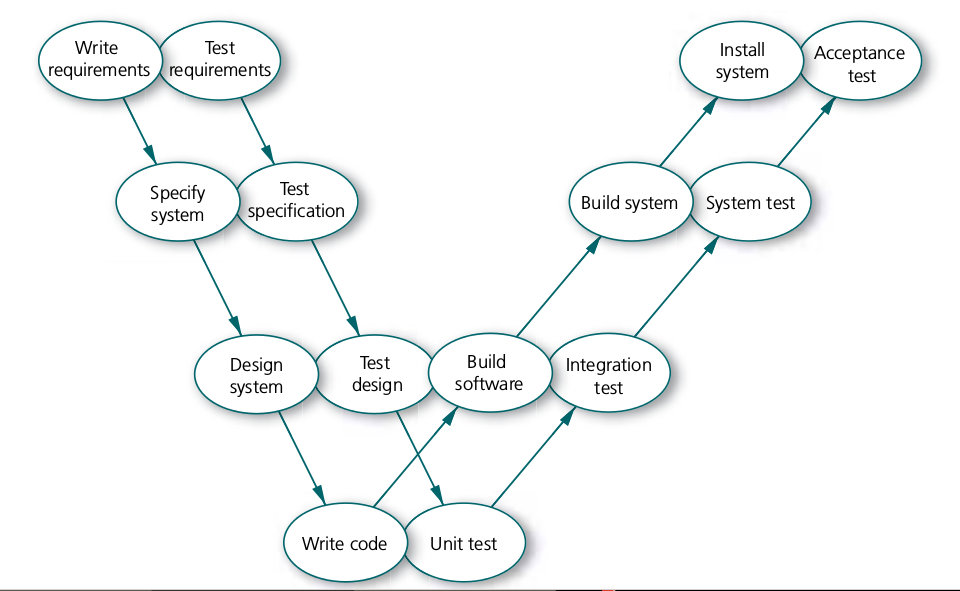 Write
requirements
Test
requirements
Install
system
Acceptance
test
Specify
system
Test
specification
Build system
System test
Design
system
Test
design
Build
software
Integration
test
Write code
Unit test